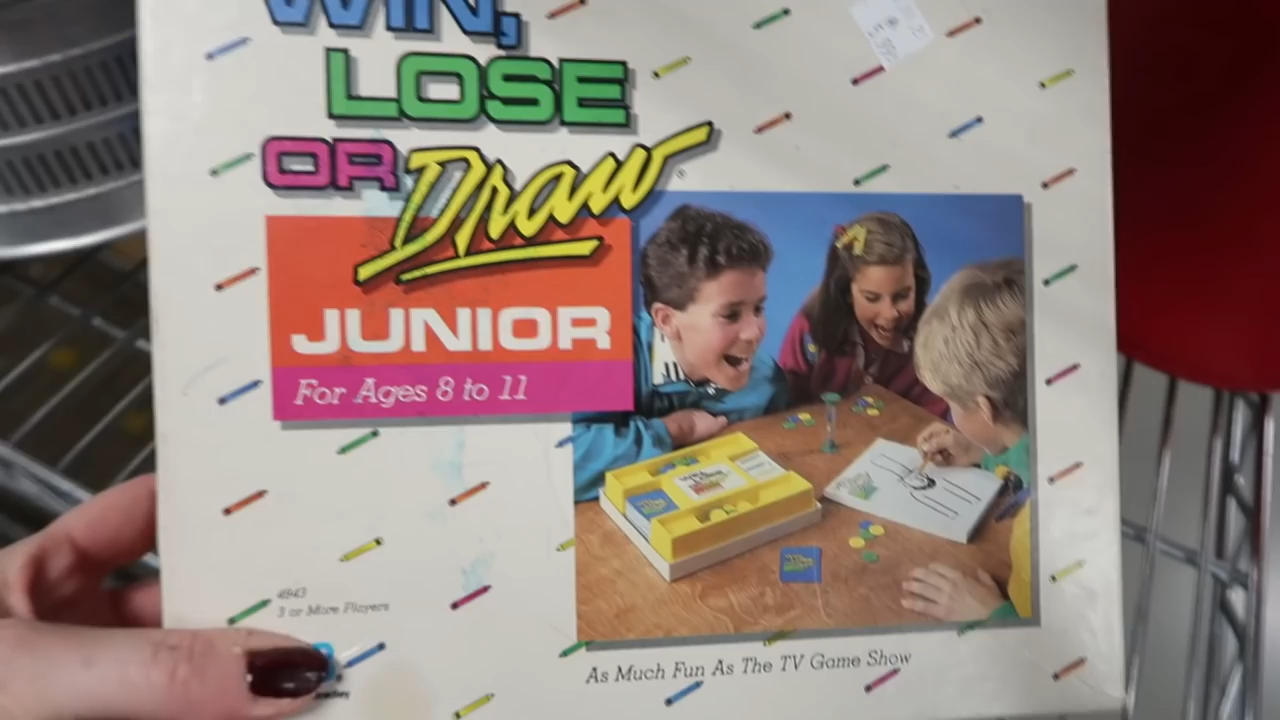 WIN,
LOSE
OR Draw
JUNIOR
For Ages 8 to 11
4943
3 or More Players
As Much Fun As The TV Game Show